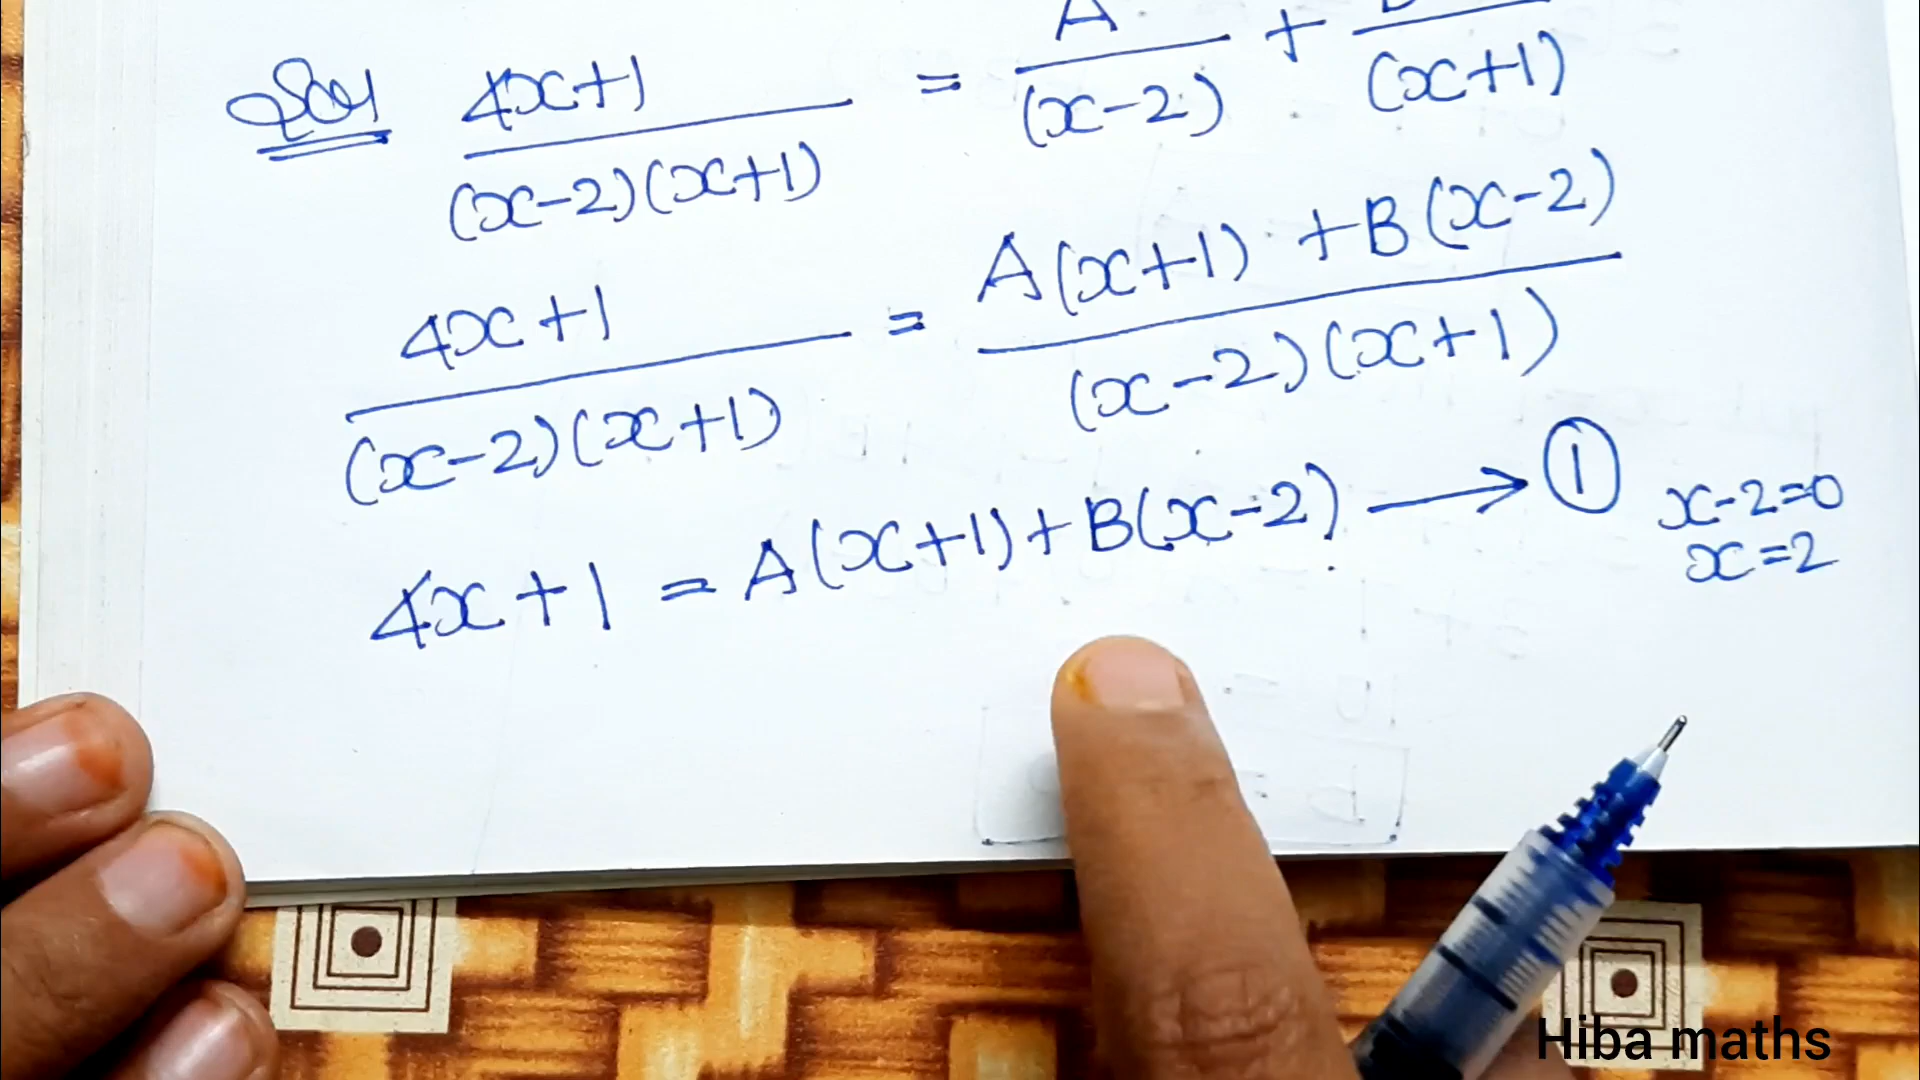 Sol 4x+1 / (x-2)(x+1) = A / (x-2) + B / (x+1)
4x+1 / (x-2)(x+1) = A(x+1) + B(x-2) / (x-2)(x+1)
4x+1 = A(x+1) + B(x-2) → ①
x-2=0
x=2
Hiba maths